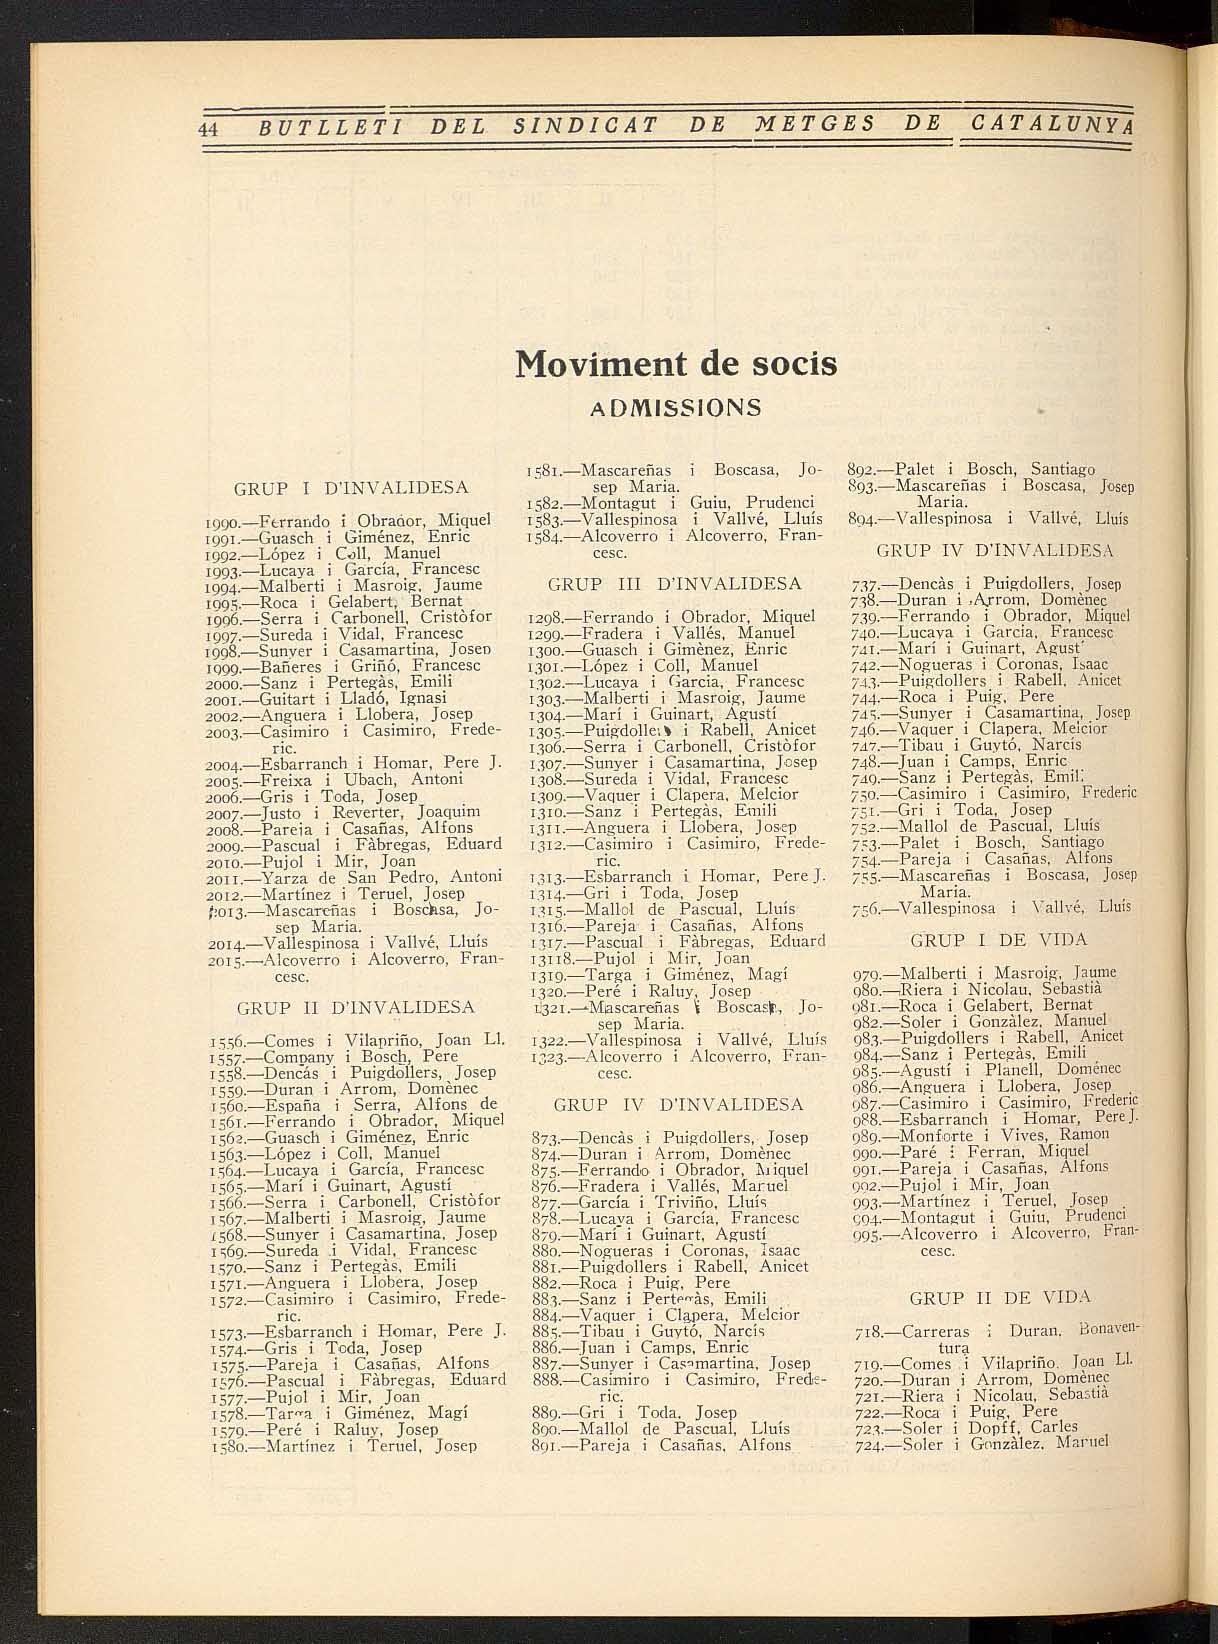 44 BUTLLETI DEL SINDICAT DE METGES DE CATALUNYA
Moviment de socis
ADMISSIONS
GRUP I D'INVALIDESA
1990.—Ferrando i Obrador, Miquel
1991.—Guasch i Giménez, Enric
1992.—López i Coll, Manuel
1993.—Lucaya i García, Francesc
1994.—Malberti i Masroig, Jaume
1995.—Roca i Gelabert, Bernat
1996.—Serra i Carbonell, Cristòfor
1997.—Sureda i Vidal, Francesc
1998.—Sunyer i Casamartina, Josep
1999.—Bañeres i Griñó, Francesc
2000.—Sanz i Pertegàs, Emili
2001.—Guitart i Lladó, Ignasi
2002.—Anguera i Llobera, Josep
2003.—Casimiro i Casimiro, Frede-
ric.
2004.—Esbarranch i Homar, Pere J.
2005.—Freixa i Ubach, Antoni
2006.—Gris i Toda, Josep
2007.—Justo i Reverter, Joaquim
2008.—Pareja i Casañas, Alfons
2009.—Pascual i Fàbregas, Eduard
2010.—Pujol i Mir, Joan
2011.—Yarza de San Pedro, Antoni
2012.—Martínez i Teruel, Josep
2013.—Mascareñas i Boscasa, Jo-
sep Maria.
2014.—Vallespinosa i Vallvé, Lluís
2015.—Alcoverro i Alcoverro, Fran-
cesc.
GRUP II D'INVALIDESA
1556.—Comes i Vilapriño, Joan Ll.
1557.—Company i Bosch, Pere
1558.—Dencás i Puigdollers, Josep
1559.—Duran i Arrom, Domènec
1560.—España i Serra, Alfons de
1561.—Ferrando i Obrador, Miquel
1562.—Guasch i Giménez, Enric
1563.—López i Coll, Manuel
1564.—Lucaya i García, Francesc
1565.—Marí i Guinart, Agustí
1566.—Serra i Carbonell, Cristòfor
1567.—Malberti i Masroig, Jaume
1568.—Sunyer i Casamartina, Josep
1569.—Sureda i Vidal, Francesc
1570.—Sanz i Pertegàs, Emili
1571.—Anguera i Llobera, Josep
1572.—Casimiro i Casimiro, Frede-
ric.
1573.—Esbarranch i Homar, Pere J.
1574.—Gris i Toda, Josep
1575.—Pareja i Casañas, Alfons
1576.—Pascual i Fàbregas, Eduard
1577.—Pujol i Mir, Joan
1578.—Targa i Giménez, Magí
1579.—Peré i Raluy, Josep
1580.—Martínez i Teruel, Josep
1581.—Mascareñas i Boscasa, Jo-
sep Maria.
1582.—Montagut i Guiu, Prudenci
1583.—Vallespinosa i Vallvé, Lluís
1584.—Alcoverro i Alcoverro, Fran-
cesc.
GRUP III D'INVALIDESA
1298.—Ferrando i Obrador, Miquel
1299.—Fradera i Vallés, Manuel
1300.—Guasch i Gimènez, Enric
1301.—López i Coll, Manuel
1302.—Lucaya i Garcia, Francesc
1303.—Malberti i Masroig, Jaume
1304.—Marí i Guinart, Agustí
1305.—Puigdollers i Rabell, Anicet
1306.—Serra i Carbonell, Cristòfor
1307.—Sunyer i Casamartina, Josep
1308.—Sureda i Vidal, Francesc
1309.—Vaquer i Clapera, Melcior
1310.—Sanz i Pertegàs, Emili
1311.—Anguera i Llobera, Josep
1312.—Casimiro i Casimiro, Frede-
ric.
1313.—Esbarranch i Homar, Pere J.
1314.—Gri i Toda, Josep
1315.—Mallol de Pascual, Lluís
1316.—Pareja i Casañas, Alfons
1317.—Pascual i Fàbregas, Eduard
13118.—Pujol i Mir, Joan
1319.—Targa i Giménez, Magí
1320.—Peré i Raluy, Josep
1321.—Mascareñas i Boscasa, Jo-
sep Maria.
1322.—Vallespinosa i Vallvé, Lluís
1323.—Alcoverro i Alcoverro, Fran-
cesc.
GRUP IV D'INVALIDESA
873.—Dencàs i Puigdollers, Josep
874.—Duran i Arrom, Domènec
875.—Ferrando i Obrador, Miquel
876.—Fradera i Vallés, Manuel
877.—García i Triviño, Lluís
878.—Lucaya i García, Francesc
879.—Marí i Guinart, Agustí
880.—Nogueras i Coronas, Isaac
881.—Puigdollers i Rabell, Anicet
882.—Roca i Puig, Pere
883.—Sanz i Pertegàs, Emili
884.—Vaquer i Clapera, Melcior
885.—Tibau i Guytó, Narcís
886.—Juan i Camps, Enric
887.—Sunyer i Casamartina, Josep
888.—Casimiro i Casimiro, Frede-
ric.
889.—Gri i Toda, Josep
890.—Mallol de Pascual, Lluís
891.—Pareja i Casañas, Alfons
892.—Palet i Bosch, Santiago
893.—Mascareñas i Boscasa, Josep
Maria.
894.—Vallespinosa i Vallvé, Lluís
GRUP IV D'INVALIDESA
737.—Dencàs i Puigdollers, Josep
738.—Duran i Arrom, Domènec
739.—Ferrando i Obrador, Miquel
740.—Lucaya i Garcia, Francesc
741.—Marí i Guinart, Agust'
742.—Nogueras i Coronas, Isaac
743.—Puigdollers i Rabell, Anicet
744.—Roca i Puig, Pere
745.—Sunyer i Casamartina, Josep
746.—Vaquer i Clapera, Melcior
747.—Tibau i Guytó, Narcís
748.—Juan i Camps, Enric
749.—Sanz i Pertegàs, Emili
750.—Casimiro i Casimiro, Frederic
751.—Gri i Toda, Josep
752.—Mallol de Pascual, Lluís
753.—Palet i Bosch, Santiago
754.—Pareja i Casañas, Alfons
755.—Mascareñas i Boscasa, Josep
Maria.
756.—Vallespinosa i Vallvé, Lluís
GRUP I DE VIDA
979.—Malberti i Masroig, Jaume
980.—Riera i Nicolau, Sebastià
981.—Roca i Gelabert, Bernat
982.—Soler i Gonzàlez, Manuel
983.—Puigdollers i Rabell, Anicet
984.—Sanz i Pertegàs, Emili
985.—Agustí i Planell, Doménec
986.—Anguera i Llobera, Josep
987.—Casimiro i Casimiro, Frederic
988.—Esbarranch i Homar, Pere J.
989.—Monforte i Vives, Ramon
990.—Paré i Ferran, Miquel
991.—Pareja i Casañas, Alfons
992.—Pujol i Mir, Joan
993.—Martínez i Teruel, Josep
994.—Montagut i Guiu, Prudenci
995.—Alcoverro i Alcoverro, Fran-
cesc.
GRUP II DE VIDA
718.—Carreras i Duran, Bonaven-
tura
719.—Comes i Vilapriño, Joan Ll.
720.—Duran i Arrom, Domènec
721.—Riera i Nicolau, Sebastià
722.—Roca i Puig, Pere
723.—Soler i Dopff, Carles
724.—Soler i Gonzàlez, Manuel